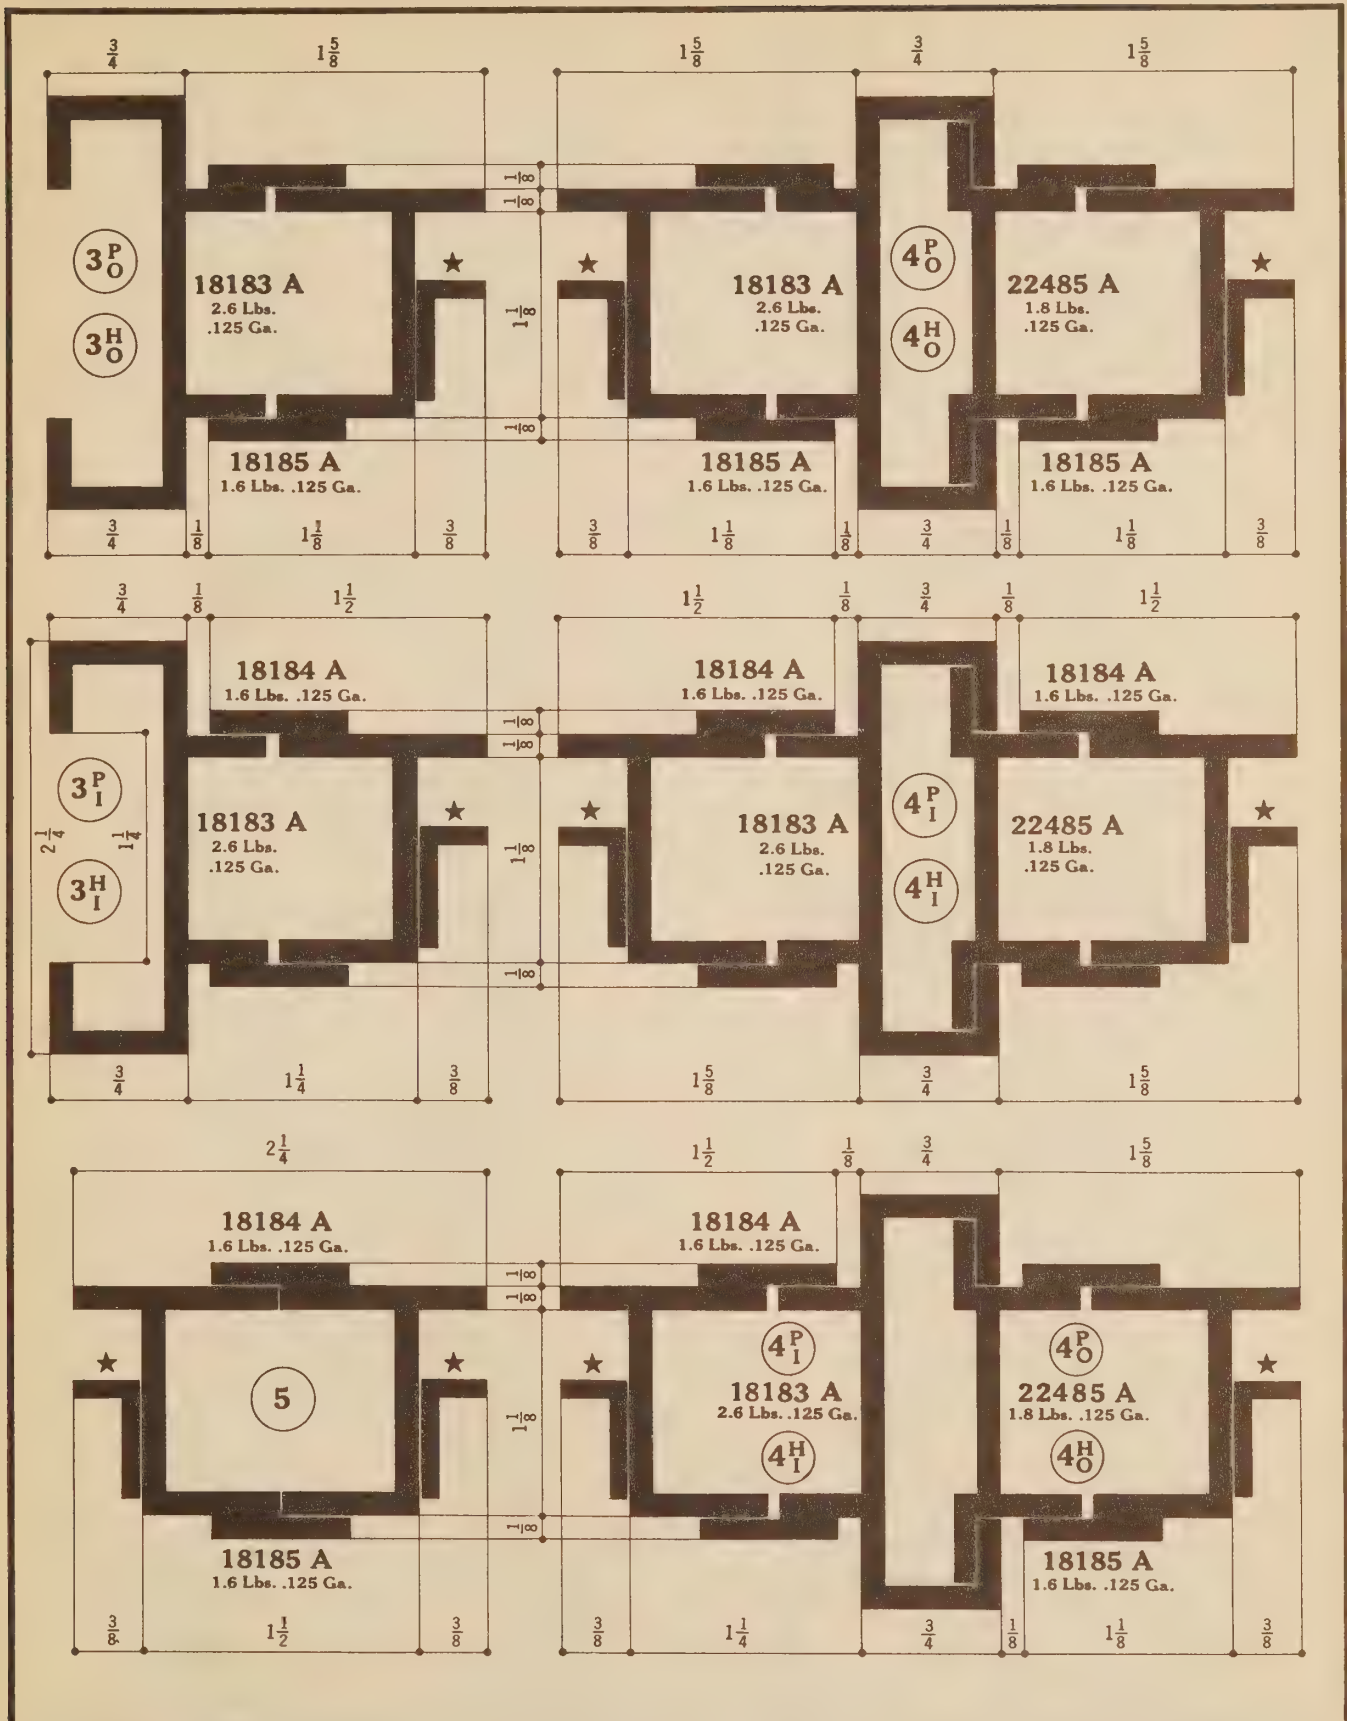 3/4 1 5/8 1 5/8 3/4 1 5/8
1/8
1/8
3 P O
4 P O
★ ★ ★
18183 A 18183 A 22485 A
2.6 Lbs. 2.6 Lbs. 1.8 Lbs.
.125 Ga. .125 Ga. .125 Ga.
1 1/8
3 H O
4 H O
1/8
18185 A 18185 A 18185 A
1.6 Lbs. .125 Ga. 1.6 Lbs. .125 Ga. 1.6 Lbs. .125 Ga.
3/4 1/8 1 1/8 3/8 3/8 1 1/8 1/8 3/4 1/8 1 1/8 3/8
3/4 1/8 1 1/2 1 1/2 1/8 3/4 1/8 1 1/2
18184 A 18184 A 18184 A
1.6 Lbs. .125 Ga. 1.6 Lbs. .125 Ga. 1.6 Lbs. .125 Ga.
1/8
1/8
3 P I
4 P I
★ ★ ★
18183 A 18183 A 22485 A
2.6 Lbs. 2.6 Lbs. 1.8 Lbs.
.125 Ga. .125 Ga. .125 Ga.
2 1/4 1 1/4 1 1/8
3 H I
4 H I
1/8
3/4 1 1/4 3/8 1 5/8 3/4 1 5/8
2 1/4 1 1/2 1/8 3/4 1 5/8
18184 A 18184 A
1.6 Lbs. .125 Ga. 1.6 Lbs. .125 Ga.
1/8
1/8
4 P I
4 P O
★ ★ ★ ★
5
18183 A 22485 A
2.6 Lbs. .125 Ga. 1.8 Lbs. .125 Ga.
1 1/8
4 H I
4 H O
1/8
18185 A 18185 A
1.6 Lbs. .125 Ga. 1.6 Lbs. .125 Ga.
3/8 1 1/2 3/8 3/8 1 1/4 3/4 1/8 1 1/8 3/8